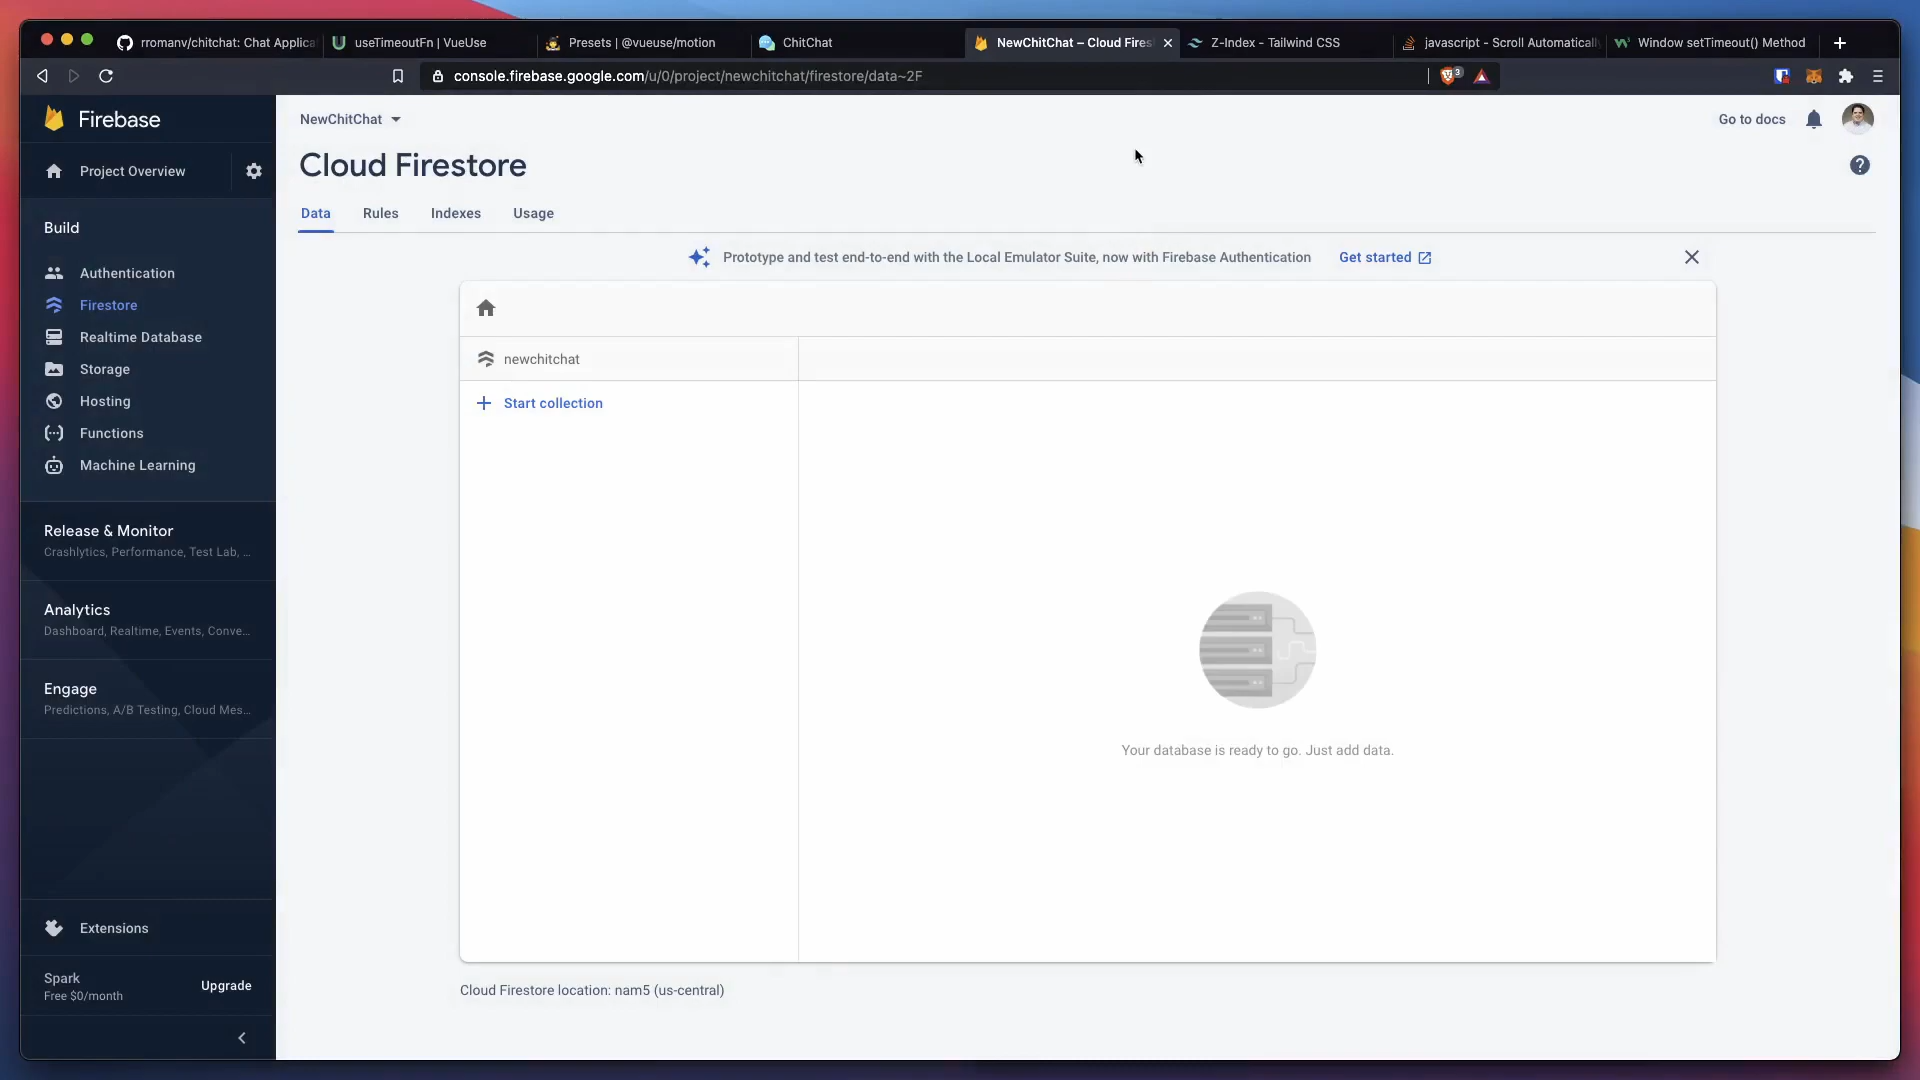 rromanv/chitchat: Chat Applica
useTimeoutFn | VueUse
Presets | @vueuse/motion
ChitChat
NewChitChat – Cloud Fires
Z-Index - Tailwind CSS
javascript - Scroll Automatically
Window setTimeout() Method
console.firebase.google.com/u/0/project/newchitchat/firestore/data~2F
3
Firebase
NewChitChat
Go to docs
Project Overview
Cloud Firestore
Data
Rules
Indexes
Usage
Build
Prototype and test end-to-end with the Local Emulator Suite, now with Firebase Authentication
Get started
Authentication
Firestore
Realtime Database
Storage
Hosting
Functions
Machine Learning
newchitchat
Start collection
Release & Monitor
Crashlytics, Performance, Test Lab, ...
Analytics
Dashboard, Realtime, Events, Conve...
Engage
Predictions, A/B Testing, Cloud Mes...
Your database is ready to go. Just add data.
Extensions
Spark
Free $0/month
Upgrade
Cloud Firestore location: nam5 (us-central)